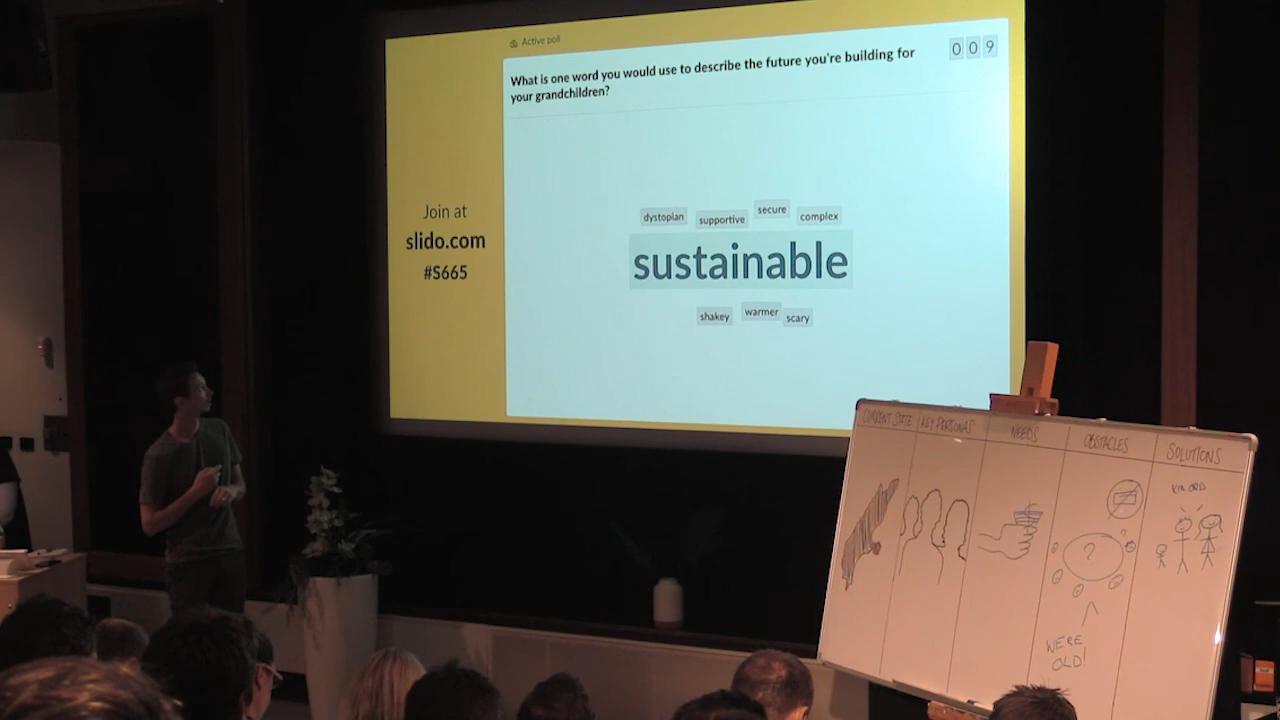 Active poll
What is one word you would use to describe the future you're building for
your grandchildren?
009
Join at
slido.com
#S665
dystopian
supportive
secure
complex
sustainable
shakey
warmer
scary
CURRENT STATE
KEY PERSONAS
NEEDS
OBSTACLES
SOLUTIONS
WERE
OLD!